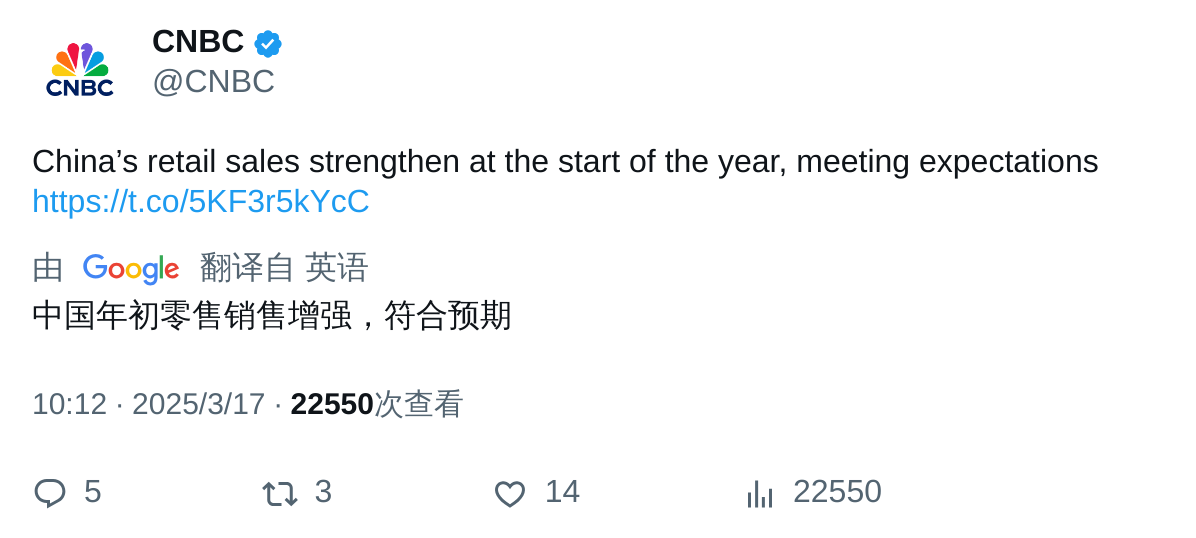 CNBC
CNBC
@CNBC
China’s retail sales strengthen at the start of the year, meeting expectations
https://t.co/5KF3r5kYcC
由 Google 翻译自 英语
中国年初零售销售增强，符合预期
10:12 · 2025/3/17 · 22550次查看
5 3 14 22550